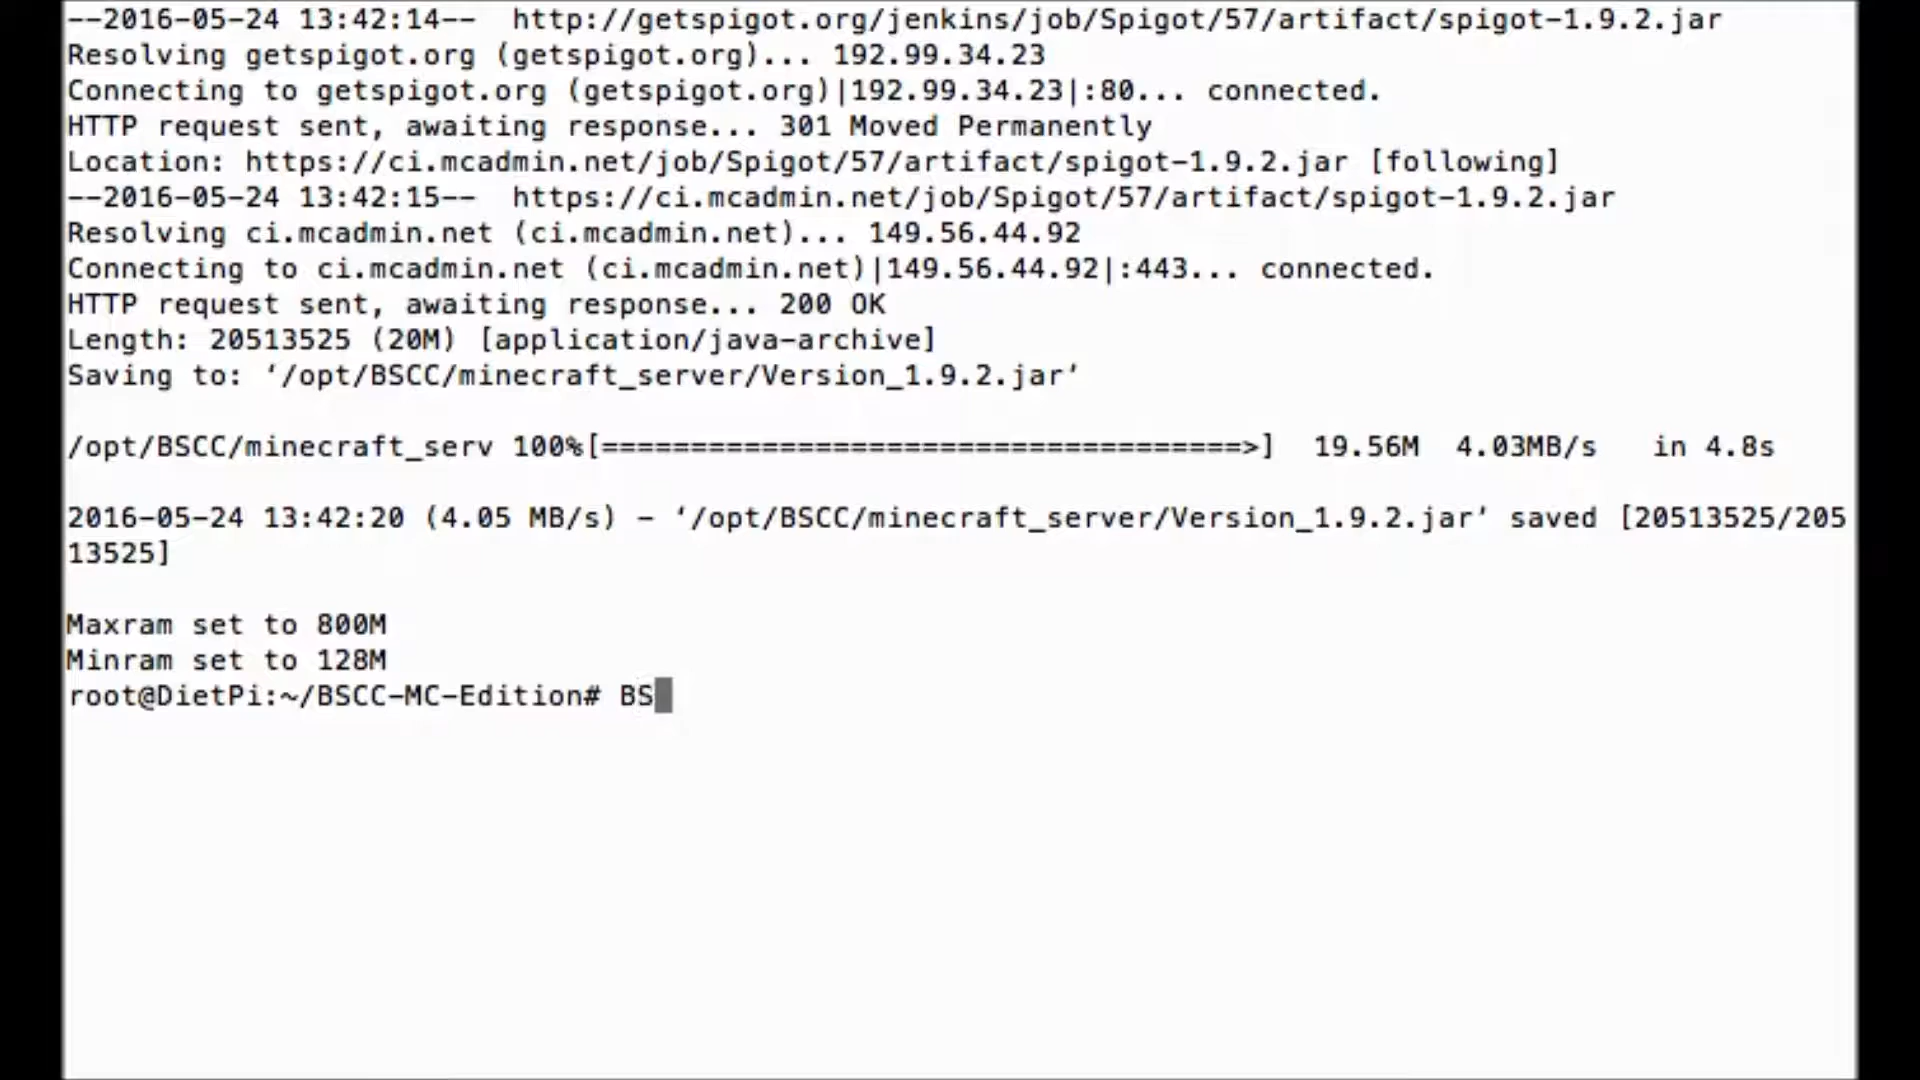 --2016-05-24 13:42:14--  http://getspigot.org/jenkins/job/Spigot/57/artifact/spigot-1.9.2.jar
Resolving getspigot.org (getspigot.org)... 192.99.34.23
Connecting to getspigot.org (getspigot.org)|192.99.34.23|:80... connected.
HTTP request sent, awaiting response... 301 Moved Permanently
Location: https://ci.mcadmin.net/job/Spigot/57/artifact/spigot-1.9.2.jar [following]
--2016-05-24 13:42:15--  https://ci.mcadmin.net/job/Spigot/57/artifact/spigot-1.9.2.jar
Resolving ci.mcadmin.net (ci.mcadmin.net)... 149.56.44.92
Connecting to ci.mcadmin.net (ci.mcadmin.net)|149.56.44.92|:443... connected.
HTTP request sent, awaiting response... 200 OK
Length: 20513525 (20M) [application/java-archive]
Saving to: ‘/opt/BSCC/minecraft_server/Version_1.9.2.jar’
/opt/BSCC/minecraft_serv 100%[====================================>]  19.56M  4.03MB/s   in 4.8s
2016-05-24 13:42:20 (4.05 MB/s) - ‘/opt/BSCC/minecraft_server/Version_1.9.2.jar’ saved [20513525/205
13525]
Maxram set to 800M
Minram set to 128M
root@DietPi:~/BSCC-MC-Edition# BS